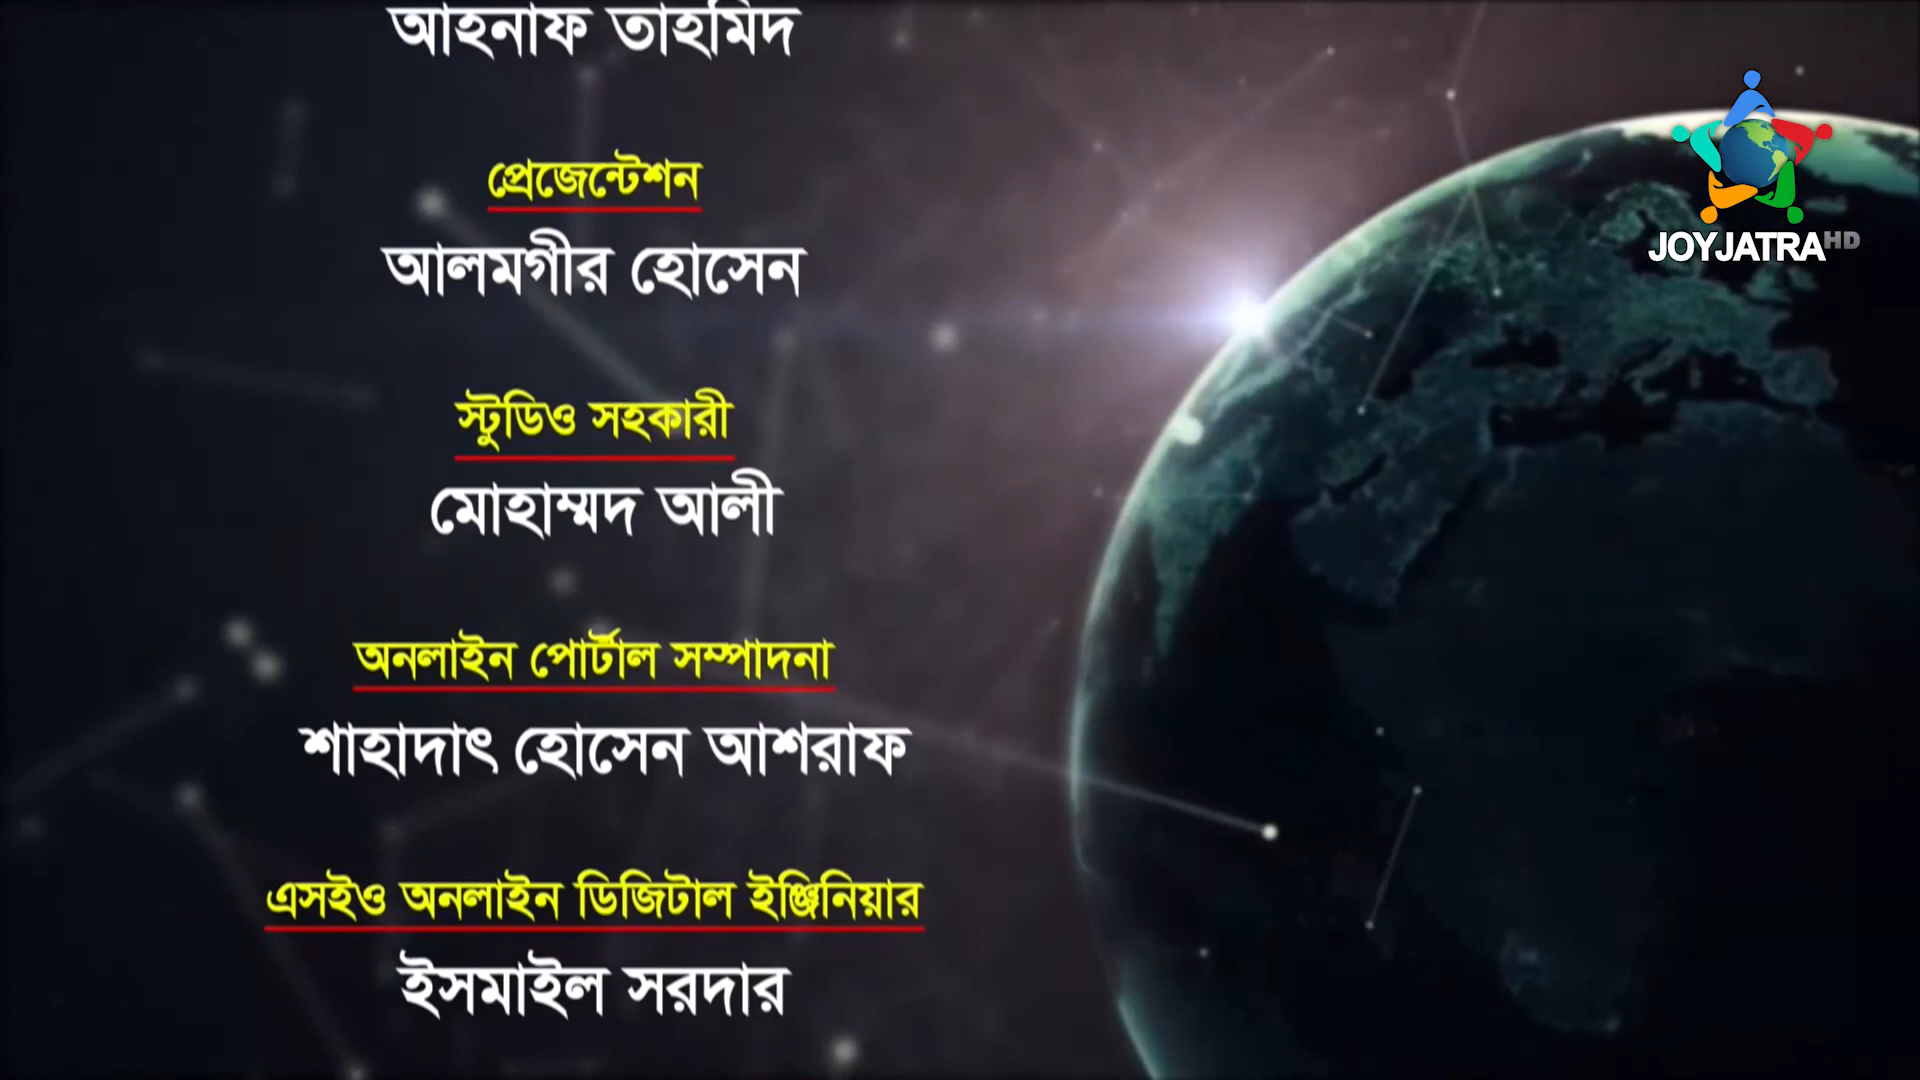 আহনাফ তাহমিদ
প্রেজেন্টেশন
আলমগীর হোসেন
স্টুডিও সহকারী
মোহাম্মদ আলী
অনলাইন পোর্টাল সম্পাদনা
শাহাদাৎ হোসেন আশরাফ
এসইও অনলাইন ডিজিটাল ইঞ্জিনিয়ার
ইসমাইল সরদার
JOYJATRA HD